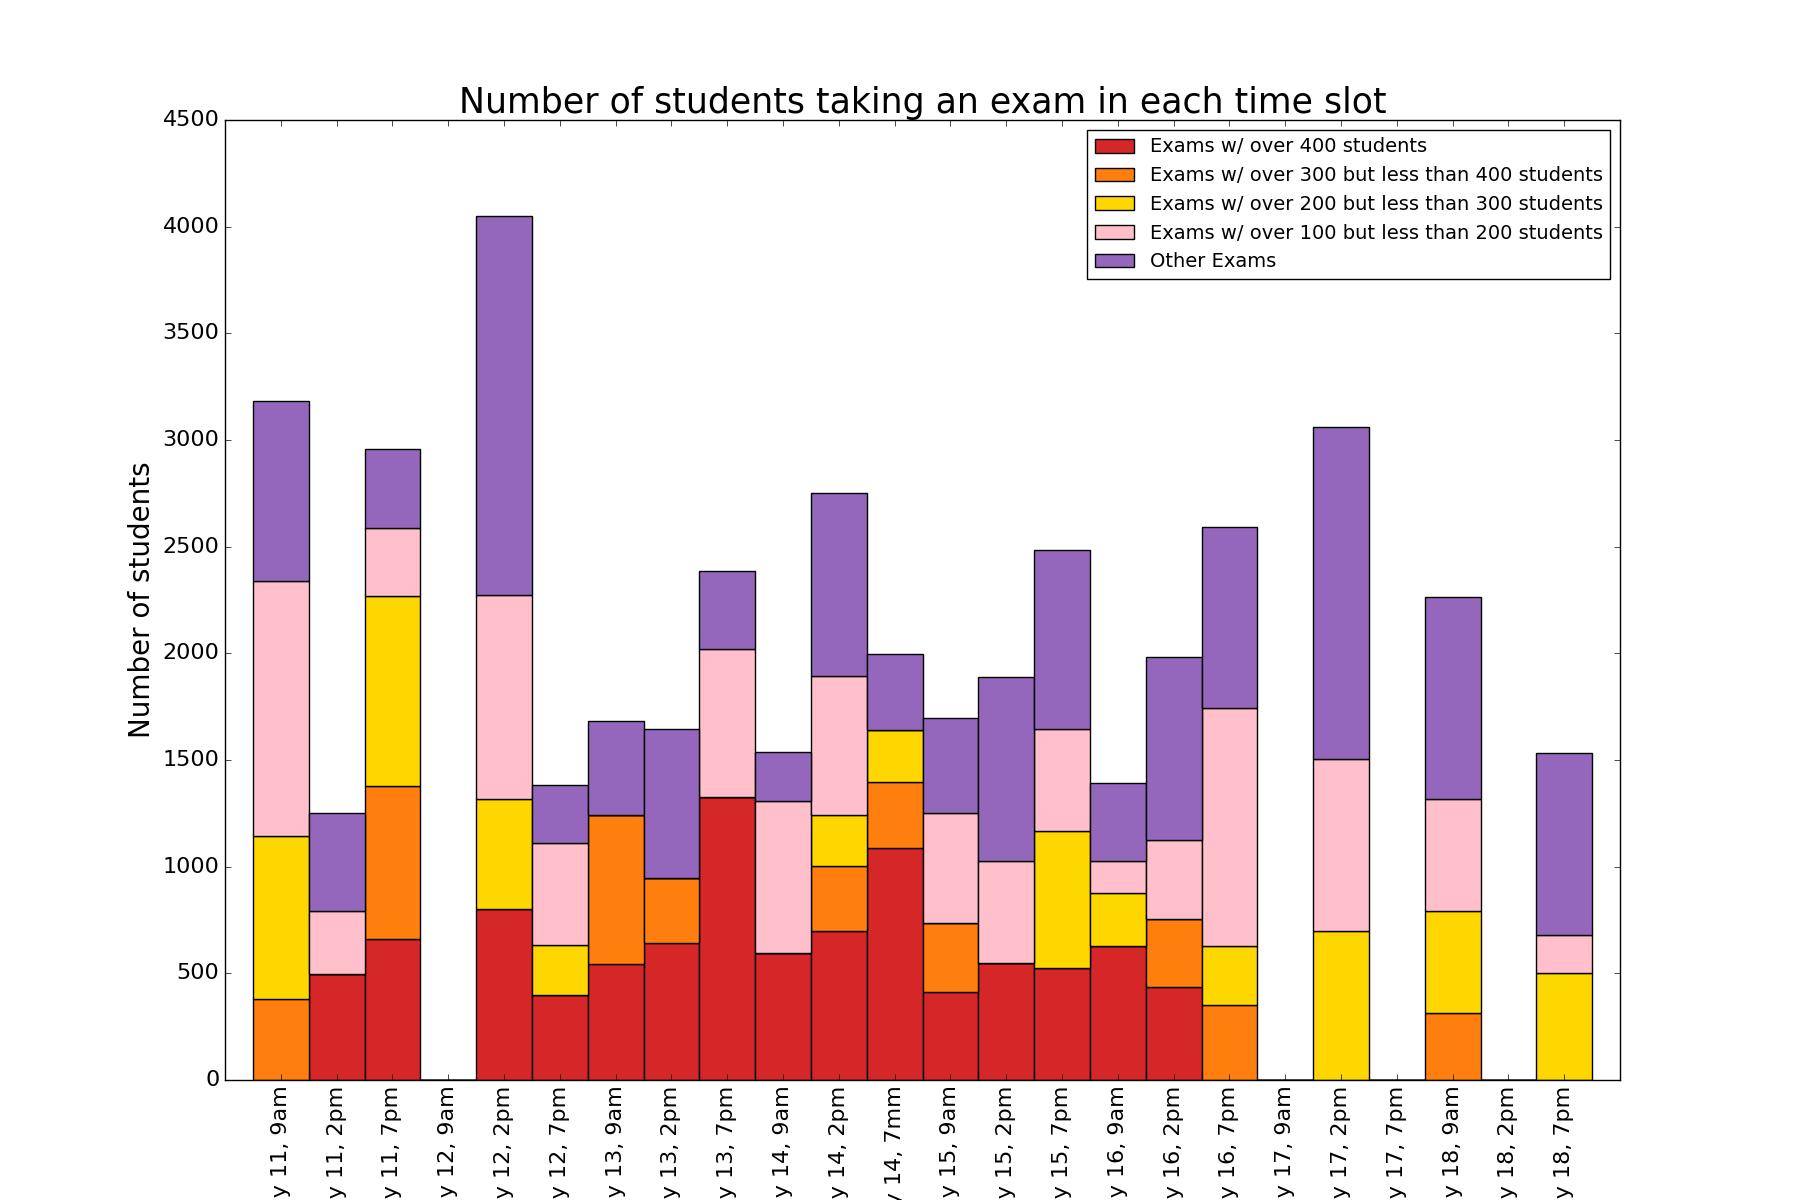 Number of students taking an exam in each time slot
Exams w/ over 400 students
Exams w/ over 300 but less than 400 students
Exams w/ over 200 but less than 300 students
Exams w/ over 100 but less than 200 students
Other Exams
Number of students
4500
4000
3500
3000
2500
2000
1500
1000
500
0
y 11, 9am
y 11, 2pm
y 11, 7pm
y 12, 9am
y 12, 2pm
y 12, 7pm
y 13, 9am
y 13, 2pm
y 13, 7pm
y 14, 9am
y 14, 2pm
y 14, 7mm
y 15, 9am
y 15, 2pm
y 15, 7pm
y 16, 9am
y 16, 2pm
y 16, 7pm
y 17, 9am
y 17, 2pm
y 17, 7pm
y 18, 9am
y 18, 2pm
y 18, 7pm